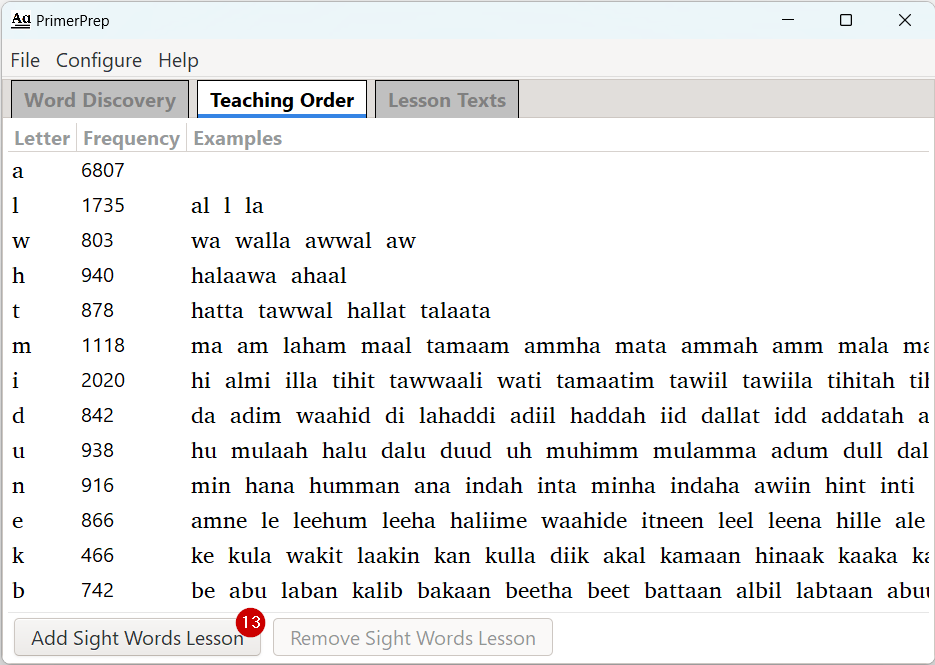 Aa PrimerPrep
File Configure Help
Word Discovery Teaching Order Lesson Texts
Letter Frequency Examples
a 6807
l 1735 al l la
w 803 wa walla awwal aw
h 940 halaawa ahaal
t 878 hatta tawwal hallat talaata
m 1118 ma am laham maal tamaam ammha mata ammah amm mala
i 2020 hi almi illa tihit tawwaali wati tamaatim tawiil tawiila tihitah
d 842 da adim waahid di lahaddi adiil haddah iid dallat idd addatah a
u 938 hu mulaah halu dalu duud uh muhimm mulamma adum dull dal
n 916 min hana humman ana indah inta minha indaha awiin hint inti
e 866 amne le leehum leeha haliime waahide itneen leel leena hille ale
k 466 ke kula wakit laakin kan kulla diik akal kamaan hinaak kaaka
b 742 be abu laban kalib bakaan beetha beet battaan albil labtaan
Add Sight Words Lesson 13 Remove Sight Words Lesson